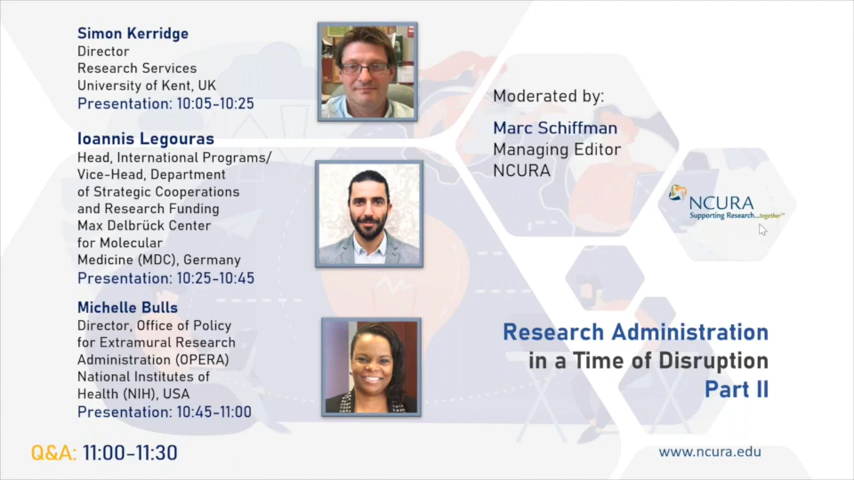 Simon Kerridge
Director
Research Services
University of Kent, UK
Presentation: 10:05-10:25
Ioannis Legouras
Head, International Programs/
Vice-Head, Department
of Strategic Cooperations
and Research Funding
Max Delbrück Center
for Molecular
Medicine (MDC), Germany
Presentation: 10:25-10:45
Michelle Bulls
Director, Office of Policy
for Extramural Research
Administration (OPERA)
National Institutes of
Health (NIH), USA
Presentation: 10:45-11:00
Q&A: 11:00-11:30
Moderated by:
Marc Schiffman
Managing Editor
NCURA
NCURA
Supporting Research...together™
Research Administration
in a Time of Disruption
Part II
www.ncura.edu